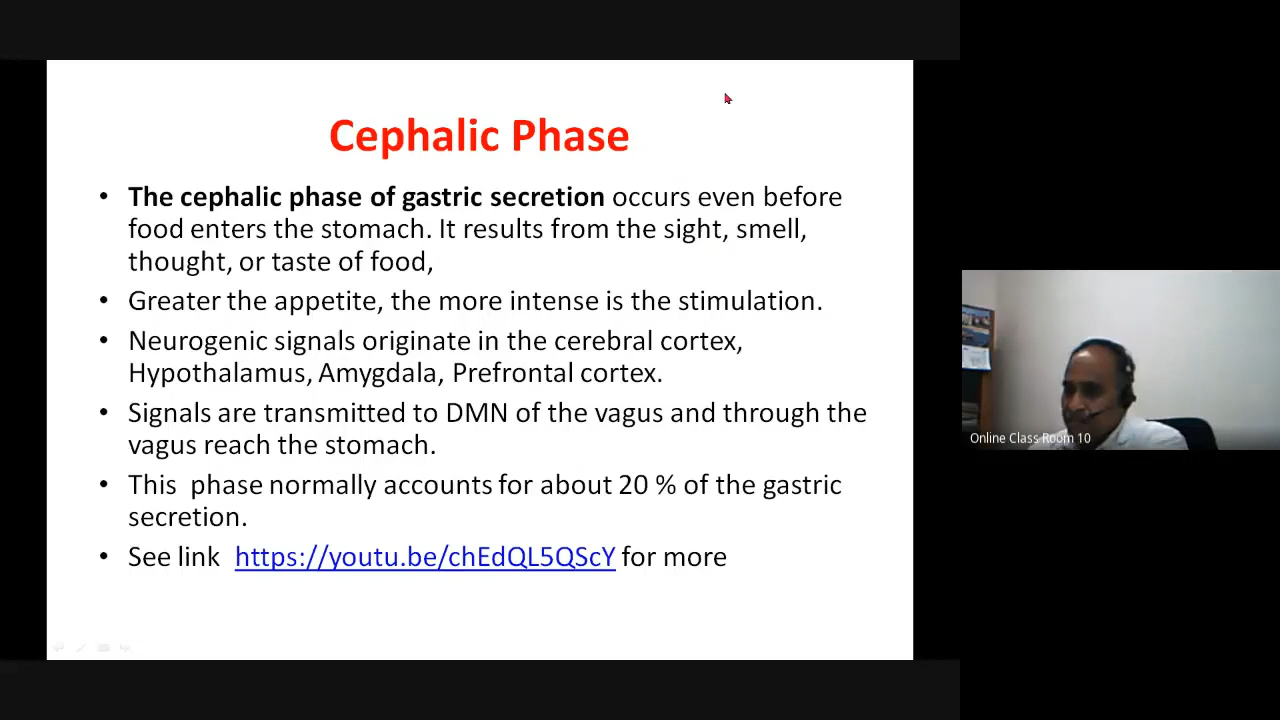 Cephalic Phase
• The cephalic phase of gastric secretion occurs even before
food enters the stomach. It results from the sight, smell,
thought, or taste of food,
• Greater the appetite, the more intense is the stimulation.
• Neurogenic signals originate in the cerebral cortex,
Hypothalamus, Amygdala, Prefrontal cortex.
• Signals are transmitted to DMN of the vagus and through the
vagus reach the stomach.
• This  phase normally accounts for about 20 % of the gastric
secretion.
• See link  https://youtu.be/chEdQL5QScY for more
Online Class Room 10